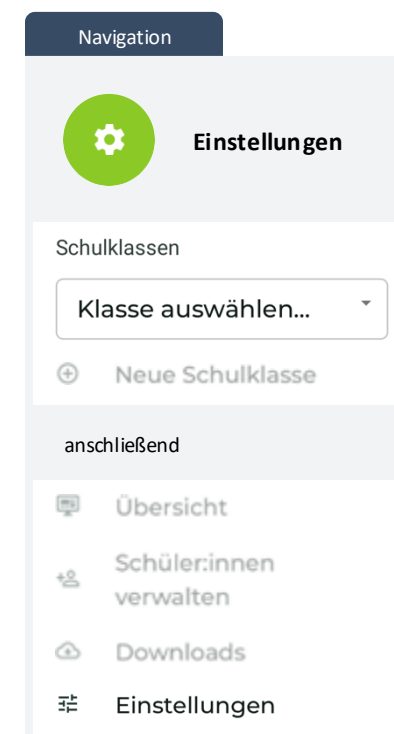 Navigation
Einstellungen
Schulklassen
Klasse auswählen...
Neue Schulklasse
anschließend
Übersicht
Schüler:innen
verwalten
Downloads
Einstellungen